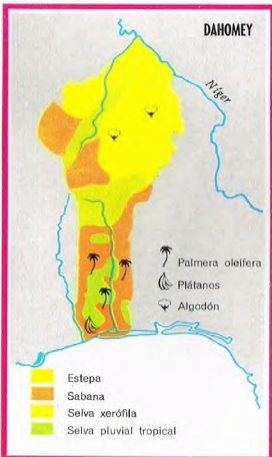 DAHOMEY
Níger
Palmera oleífera
Plátanos
Algodón
Estepa
Sabana
Selva xerófila
Selva pluvial tropical